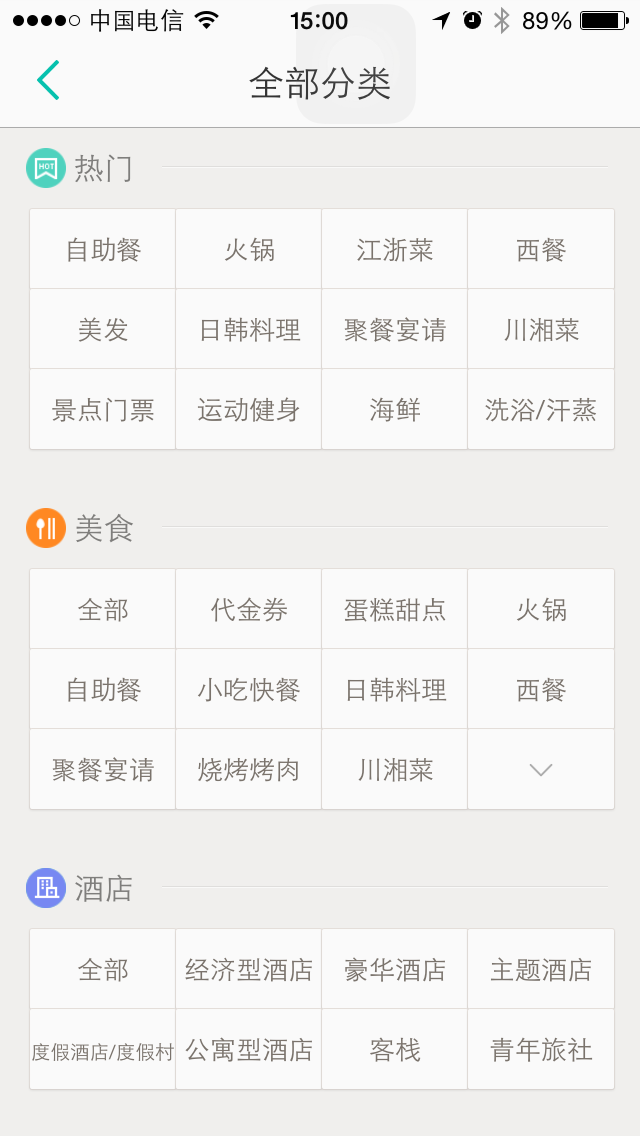 中国电信 15:00 89%
全部分类
HOT 热门
自助餐 火锅 江浙菜 西餐
美发 日韩料理 聚餐宴请 川湘菜
景点门票 运动健身 海鲜 洗浴/汗蒸
美食
全部 代金券 蛋糕甜点 火锅
自助餐 小吃快餐 日韩料理 西餐
聚餐宴请 烧烤烤肉 川湘菜
酒店
全部 经济型酒店 豪华酒店 主题酒店
度假酒店/度假村 公寓型酒店 客栈 青年旅社